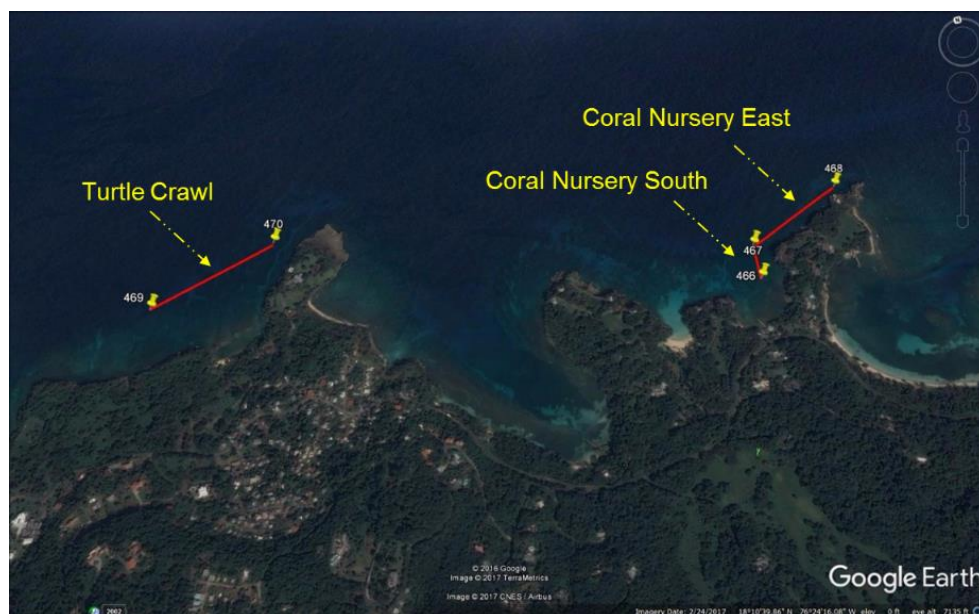 N
Coral Nursery East
Coral Nursery South
468
Turtle Crawl
470
467
466
469
© 2016 Google
Image © 2017 TerraMetrics
Image © 2017 CNES / Airbus
Google Earth
2002
Imagery Date: 2/24/2017 18°10'39.86" N 76°24'16.08" W elev 0 ft eye alt